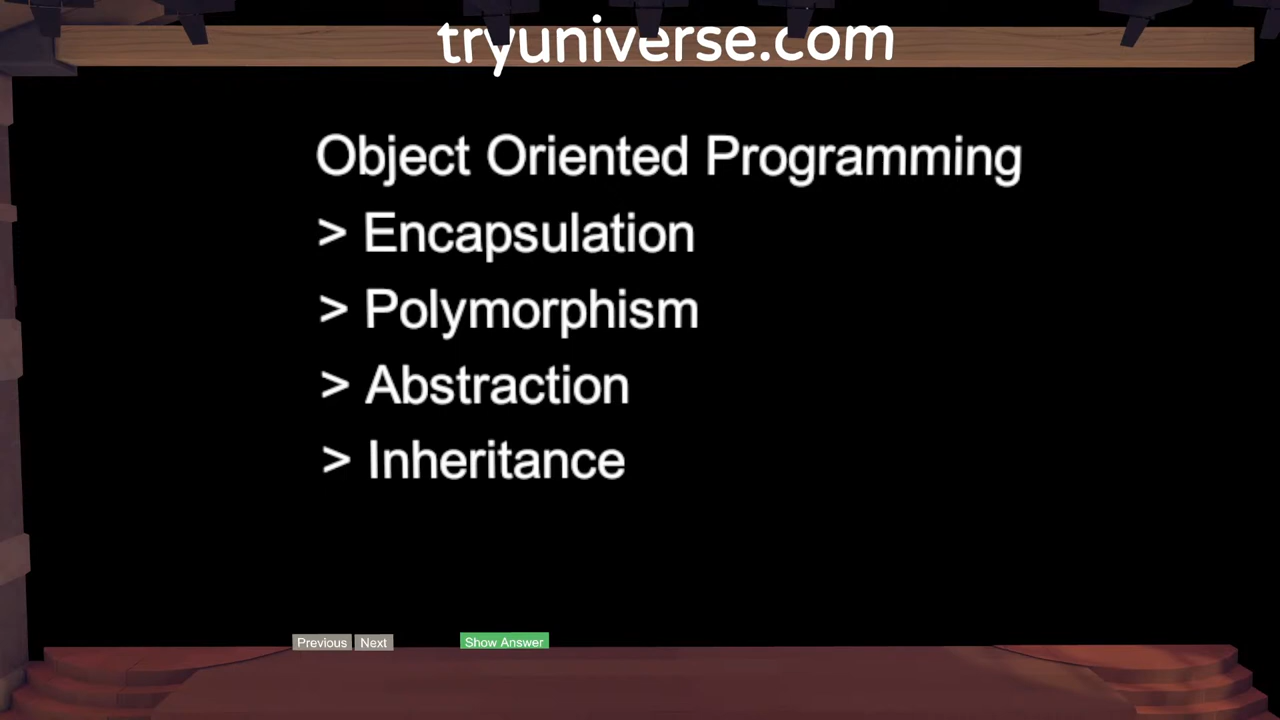 tryuniverse.com
Object Oriented Programming
> Encapsulation
> Polymorphism
> Abstraction
> Inheritance
Previous Next Show Answer